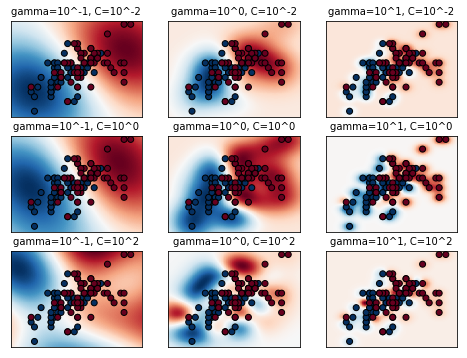 gamma=10^-1, C=10^-2
gamma=10^0, C=10^-2
gamma=10^1, C=10^-2
gamma=10^-1, C=10^0
gamma=10^0, C=10^0
gamma=10^1, C=10^0
gamma=10^-1, C=10^2
gamma=10^0, C=10^2
gamma=10^1, C=10^2